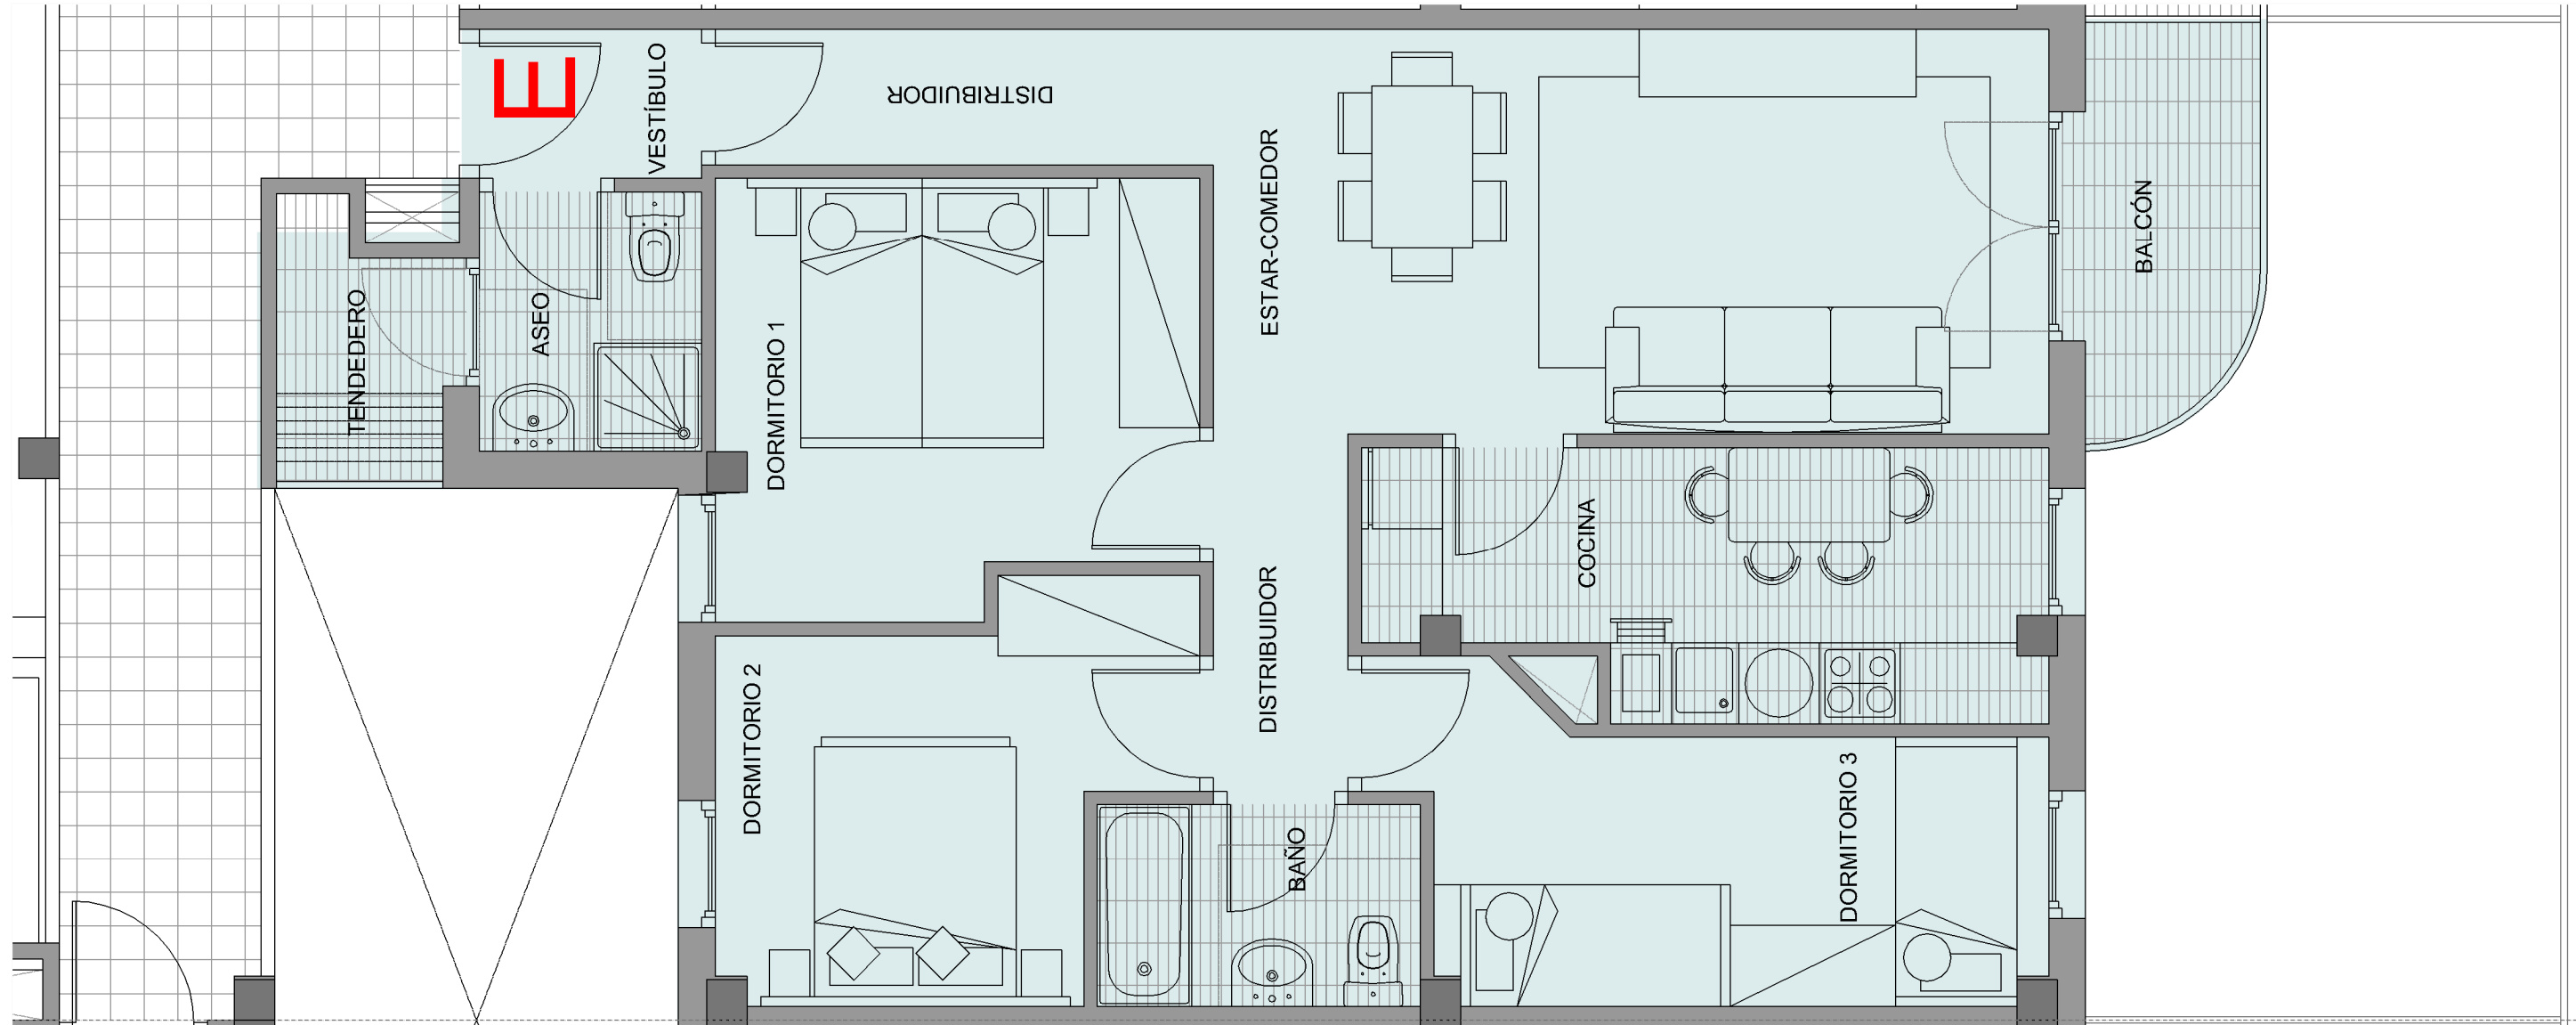 E
VESTÍBULO
DISTRIBUIDOR
ESTAR-COMEDOR
BALCÓN
TENDEDERO
ASEO
DORMITORIO 1
COCINA
DISTRIBUIDOR
DORMITORIO 2
BAÑO
DORMITORIO 3